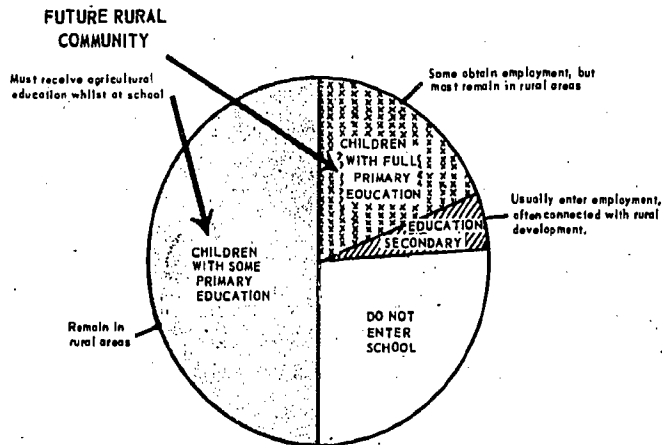 FUTURE RURAL
COMMUNITY
Must receive agricultural
education whilst at school
Some obtain employment, but
most remain in rural areas
CHILDREN
WITH FULL
PRIMARY
EDUCATION
Usually enter employment,
often connected with rural
development.
EDUCATION
SECONDARY
CHILDREN
WITH SOME
PRIMARY
EDUCATION
DO NOT
ENTER
SCHOOL
Remain in
rural areas